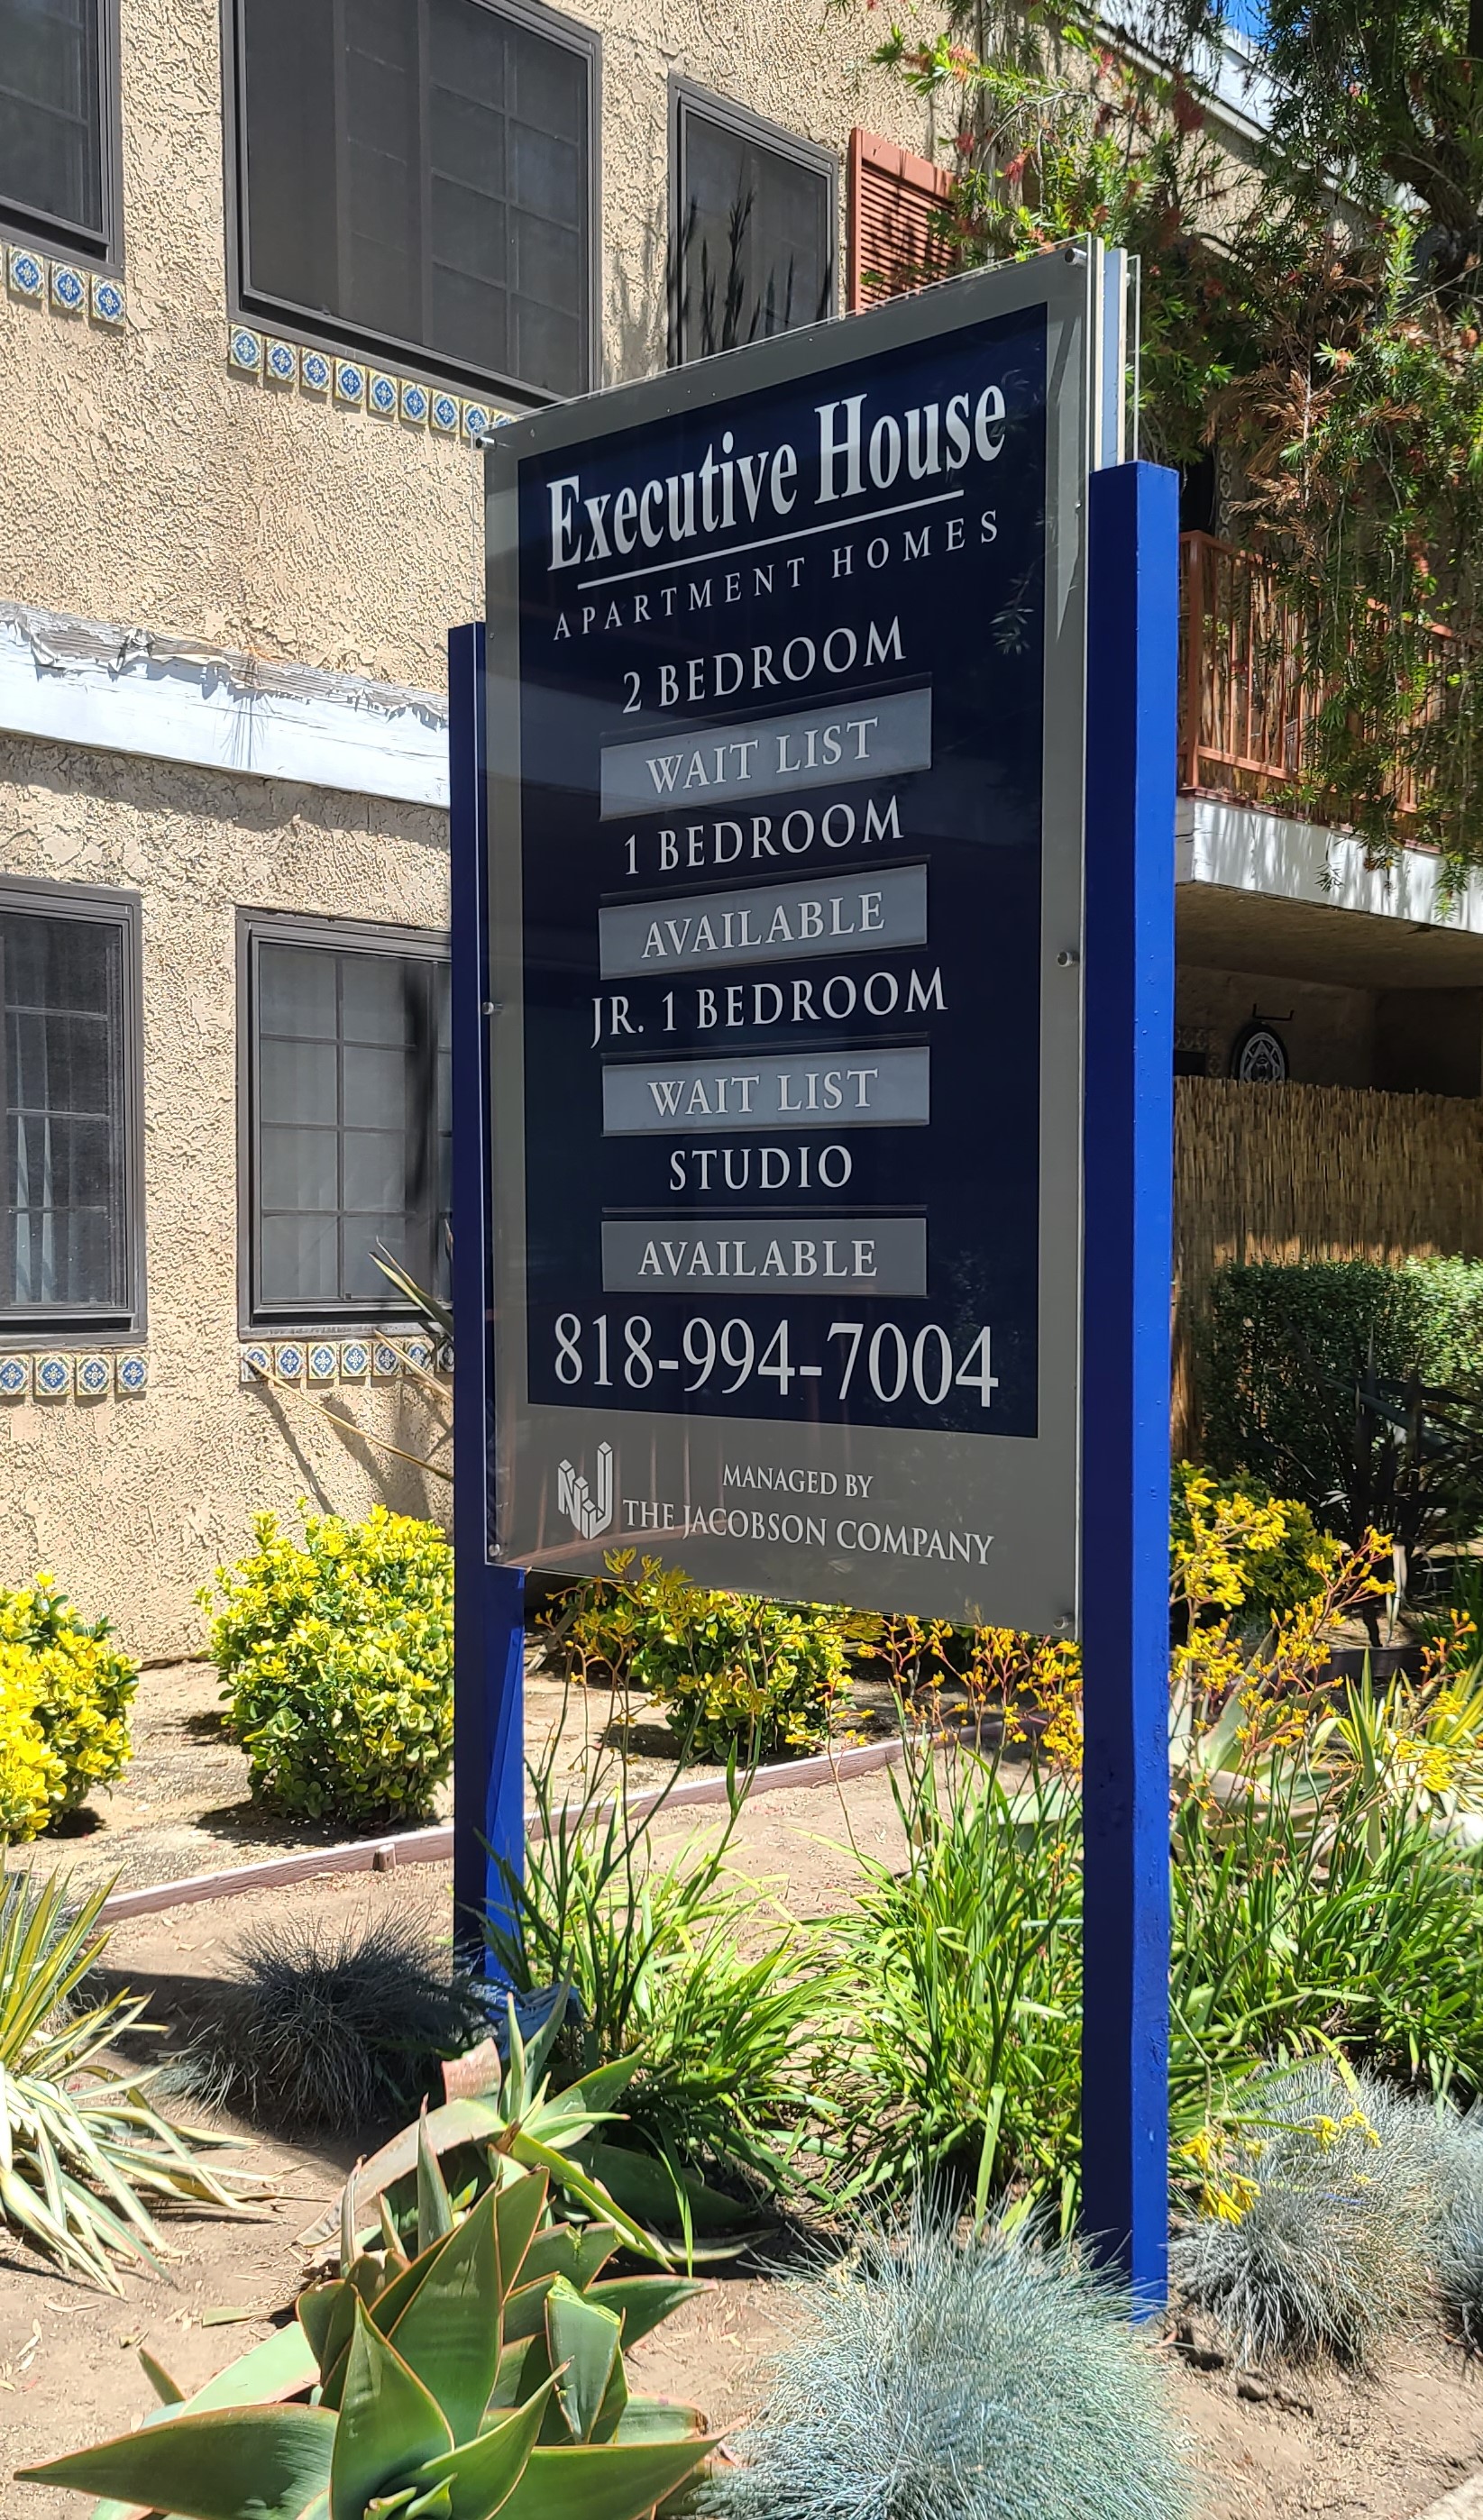 Executive House
APARTMENT HOMES
2 BEDROOM
WAIT LIST
1 BEDROOM
AVAILABLE
JR. 1 BEDROOM
WAIT LIST
STUDIO
AVAILABLE
818-994-7004
MANAGED BY
THE JACOBSON COMPANY